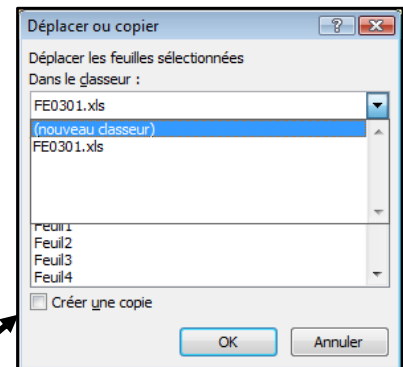 Déplacer ou copier
Déplacer les feuilles sélectionnées
Dans le classeur :
FE0301.xls
(nouveau classeur)
FE0301.xls
Feuil1
Feuil2
Feuil3
Feuil4
Créer une copie
OK Annuler